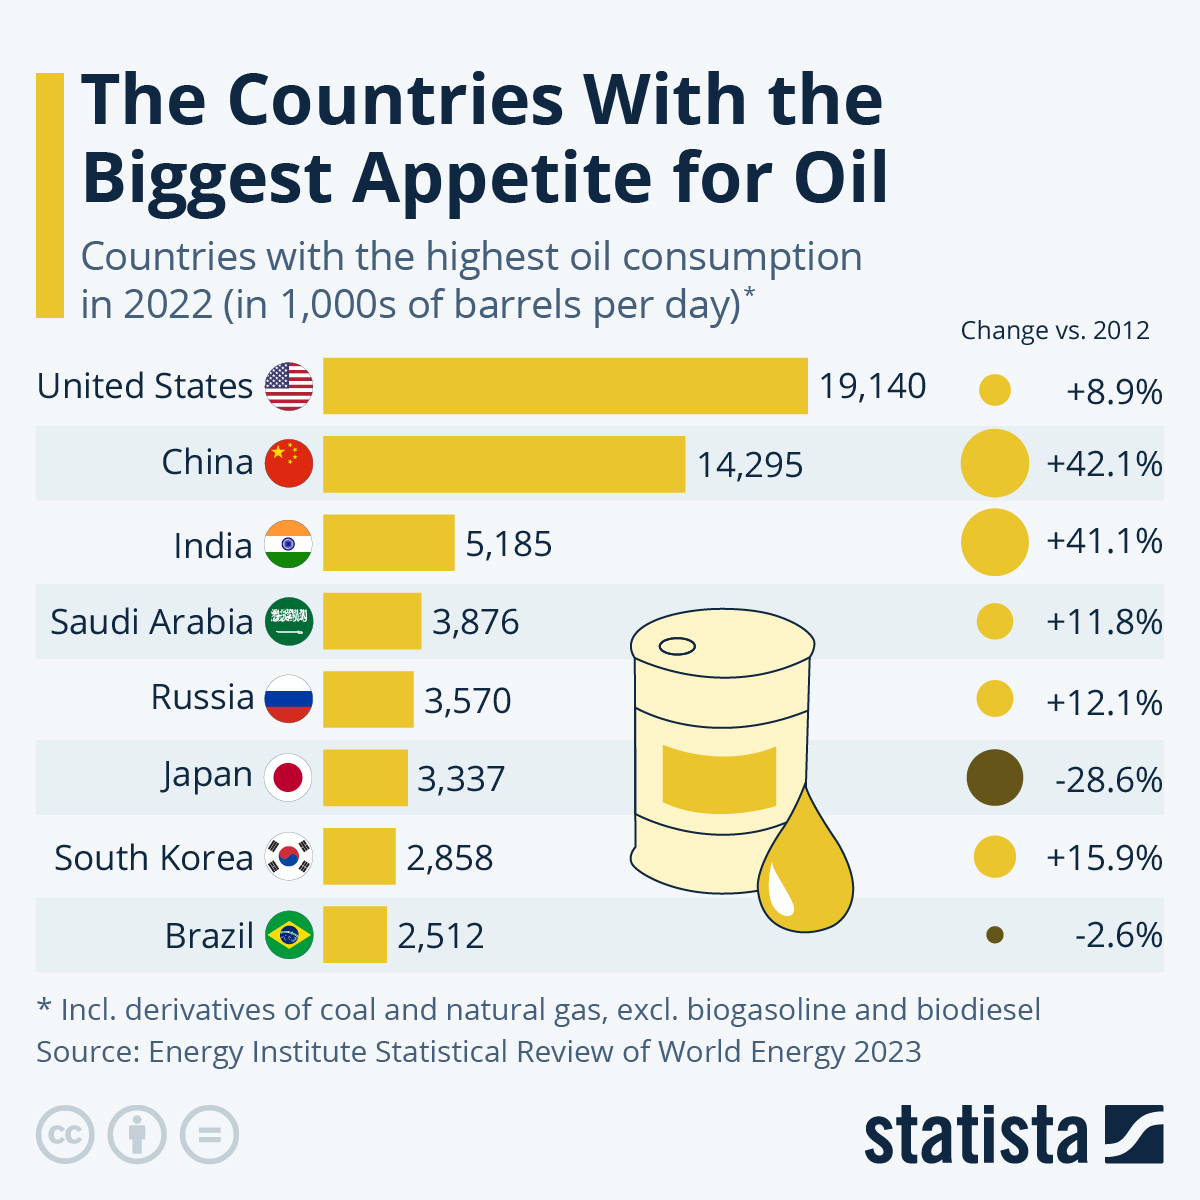 The Countries With the
Biggest Appetite for Oil
Countries with the highest oil consumption
in 2022 (in 1,000s of barrels per day)*
Change vs. 2012
United States 19,140 +8.9%
China 14,295 +42.1%
India 5,185 +41.1%
Saudi Arabia 3,876 +11.8%
Russia 3,570 +12.1%
Japan 3,337 -28.6%
South Korea 2,858 +15.9%
Brazil 2,512 -2.6%
* Incl. derivatives of coal and natural gas, excl. biogasoline and biodiesel
Source: Energy Institute Statistical Review of World Energy 2023
cc = statista